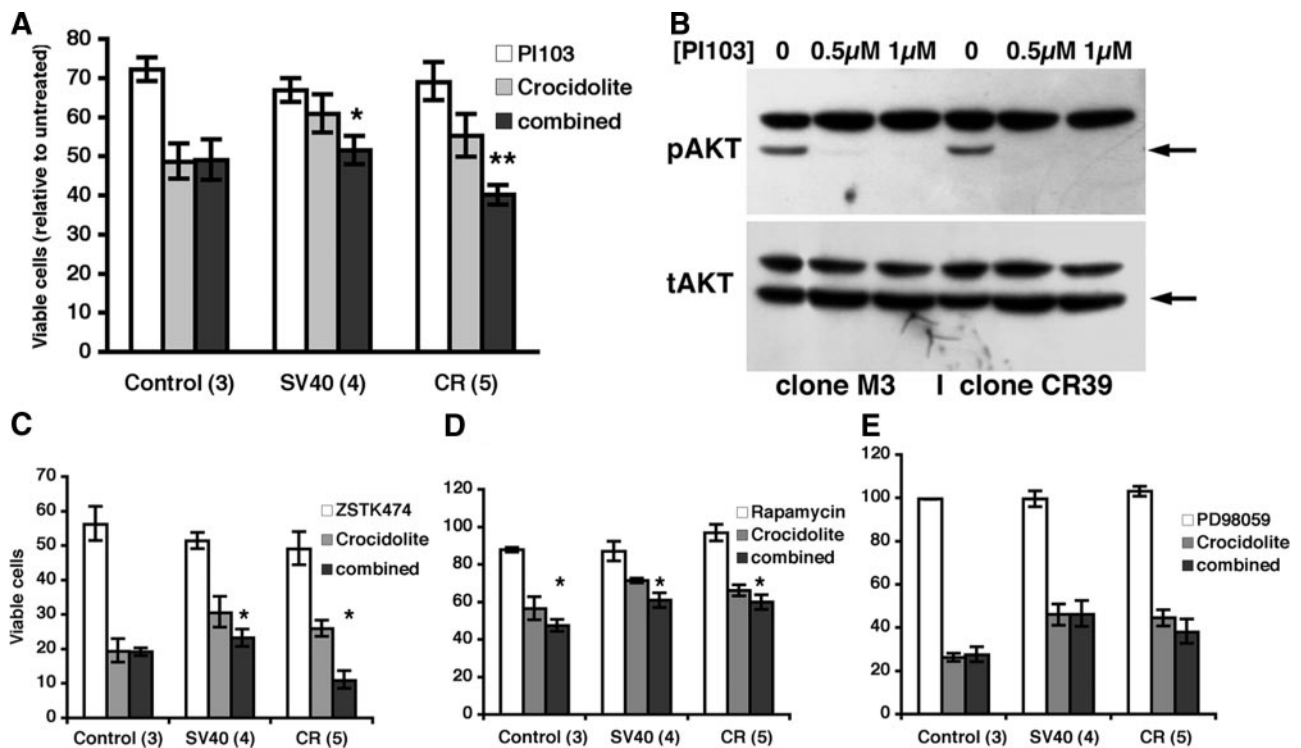 A
Viable cells (relative to untreated)
80
70
60
50
40
30
20
10
0
PI103
Crocidolite
combined
*
**
Control (3) SV40 (4) CR (5)
B
[PI103] 0 0.5µM 1µM 0 0.5µM 1µM
pAKT
tAKT
clone M3 I clone CR39
C
Viable cells
70
60
50
40
30
20
10
0
ZSTK474
Crocidolite
combined
* *
Control (3) SV40 (4) CR (5)
D
120
100
80
60
40
20
0
Rapamycin
Crocidolite
combined
* * *
Control (3) SV40 (4) CR (5)
E
120
100
80
60
40
20
0
PD98059
Crocidolite
combined
Control (3) SV40 (4) CR (5)